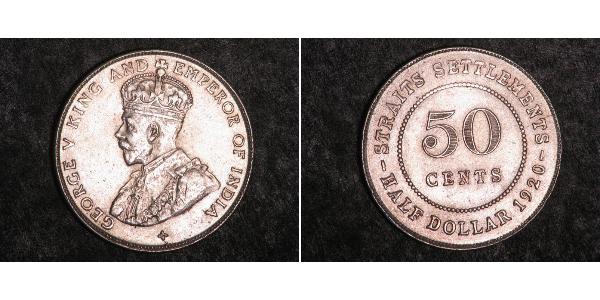 GEORGE V KING AND EMPEROR OF INDIA
STRAITS SETTLEMENTS
50
CENTS
HALF DOLLAR 1920